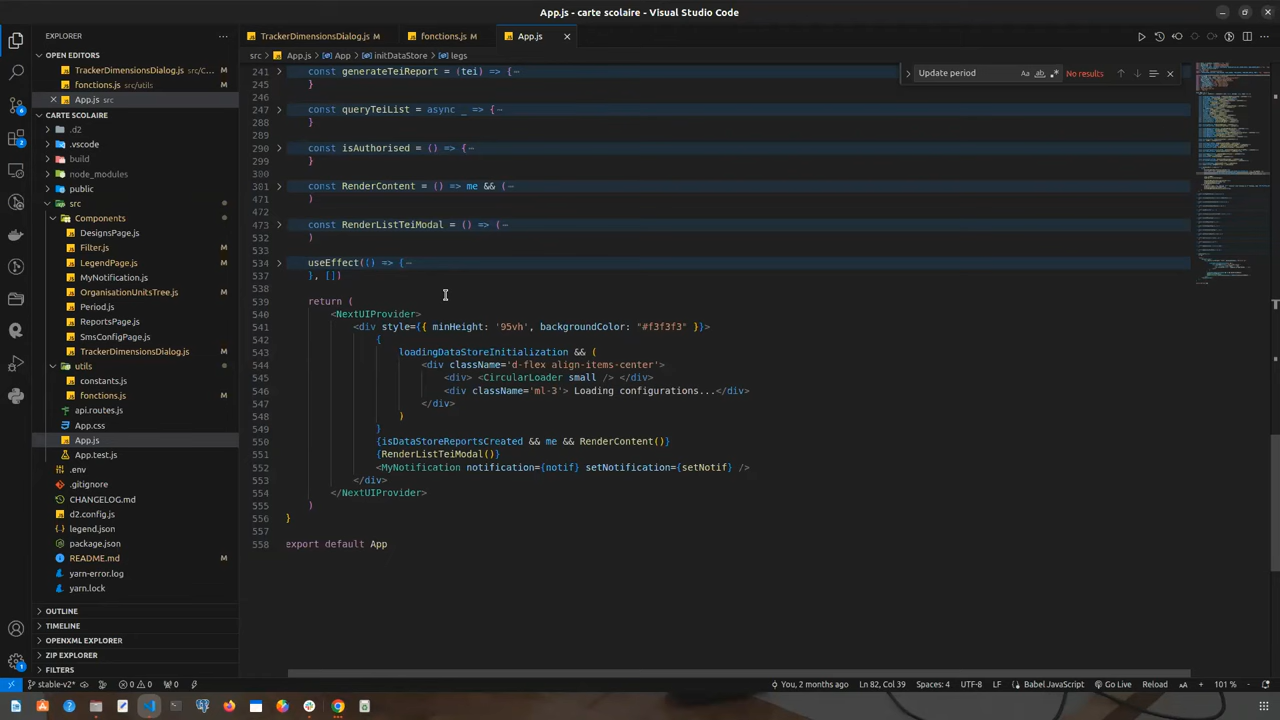 App.js - carte scolaire - Visual Studio Code
EXPLORER
OPEN EDITORS
TrackerDimensionsDialog.js src/C... M
fonctions.js src/utils M
App.js src
CARTE SCOLAIRE
.d2
.vscode
build
node_modules
public
src
Components
DesignsPage.js
Filter.js M
LegendPage.js M
MyNotification.js
OrganisationUnitsTree.js M
Period.js
ReportsPage.js
SmsConfigPage.js
TrackerDimensionsDialog.js M
utils
constants.js
fonctions.js M
api.routes.js
App.css
App.js
App.test.js
.env
.gitignore
CHANGELOG.md
d2.config.js
legend.json
package.json
README.md M
yarn-error.log
yarn.lock
OUTLINE
TIMELINE
OPENXML EXPLORER
ZIP EXPLORER
FILTERS
TrackerDimensionsDialog.js M
fonctions.js M
App.js
src > App.js > App > initDataStore > legs
Update period Aa ab .* No results
241 const generateTeiReport = (tei) => {
245 }
246
247 const queryTeiList = async _ => {
288 }
289
290 const isAuthorised = () => {
299 }
300
301 const RenderContent = () => me && (
471 )
472
473 const RenderListTeiModal = () =>
532 )
533
534 useEffect(() => {
537 }, [])
538
539 return (
540 <NextUIProvider>
541 <div style={{ minHeight: '95vh', backgroundColor: "#f3f3f3" }}>
542 {
543 loadingDataStoreInitialization && (
544 <div className='d-flex align-items-center'>
545 <div> <CircularLoader small /> </div>
546 <div className='ml-3'> Loading configurations...</div>
547 </div>
548 )
549 }
550 {isDataStoreReportsCreated && me && RenderContent()}
551 {RenderListTeiModal()}
552 <MyNotification notification={notif} setNotification={setNotif} />
553 </div>
554 </NextUIProvider>
555 )
556 }
557
558 export default App
stable-v2* 0 0 0 You, 2 months ago Ln 82, Col 39 Spaces: 4 UTF-8 LF Babel JavaScript Go Live Reload 101 %